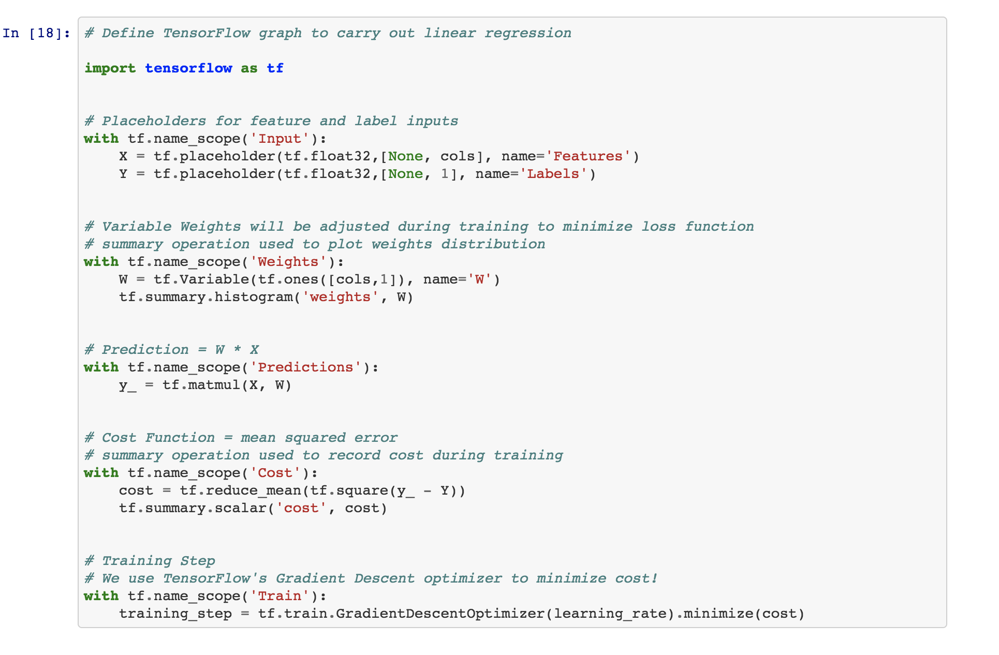 In [18]: # Define TensorFlow graph to carry out linear regression
import tensorflow as tf
# Placeholders for feature and label inputs
with tf.name_scope('Input'):
    X = tf.placeholder(tf.float32,[None, cols], name='Features')
    Y = tf.placeholder(tf.float32,[None, 1], name='Labels')
# Variable Weights will be adjusted during training to minimize loss function
# summary operation used to plot weights distribution
with tf.name_scope('Weights'):
    W = tf.Variable(tf.ones([cols,1]), name='W')
    tf.summary.histogram('weights', W)
# Prediction = W * X
with tf.name_scope('Predictions'):
    y_ = tf.matmul(X, W)
# Cost Function = mean squared error
# summary operation used to record cost during training
with tf.name_scope('Cost'):
    cost = tf.reduce_mean(tf.square(y_ - Y))
    tf.summary.scalar('cost', cost)
# Training Step
# We use TensorFlow's Gradient Descent optimizer to minimize cost!
with tf.name_scope('Train'):
    training_step = tf.train.GradientDescentOptimizer(learning_rate).minimize(cost)